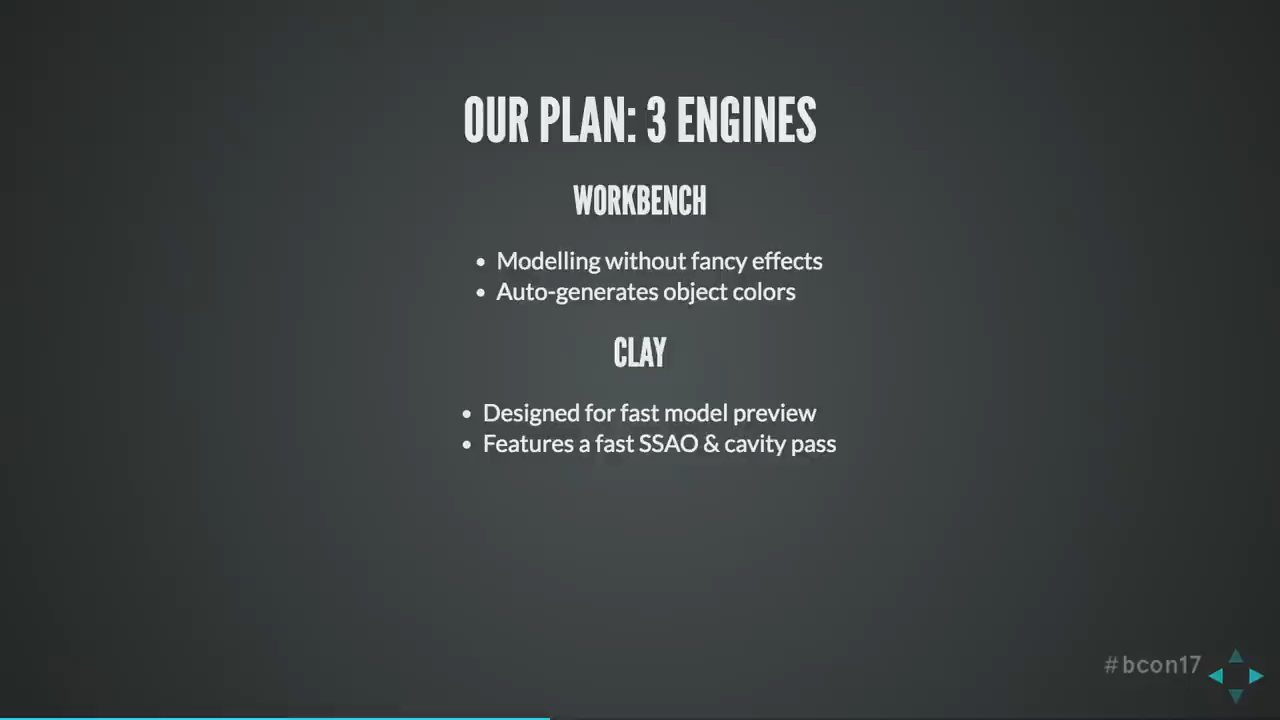 OUR PLAN: 3 ENGINES
WORKBENCH
• Modelling without fancy effects
• Auto-generates object colors
CLAY
• Designed for fast model preview
• Features a fast SSAO & cavity pass
#bcon17